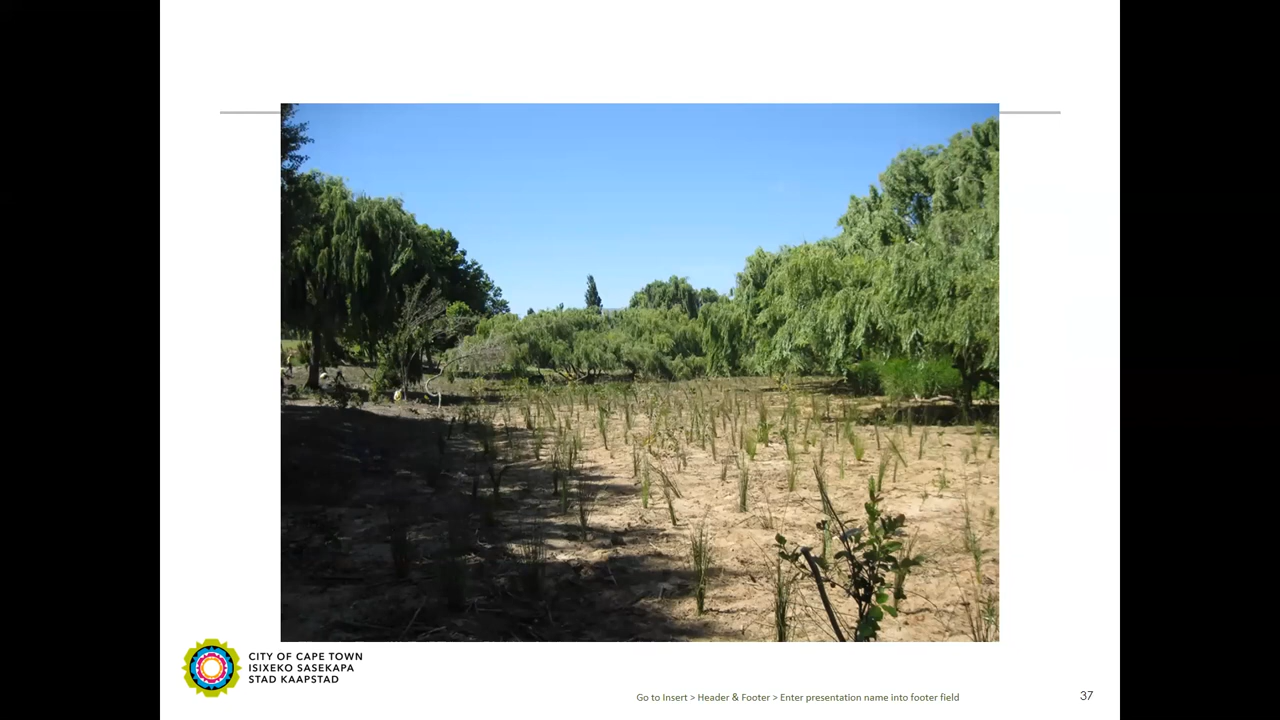 CITY OF CAPE TOWN
ISIXEKO SASEKAPA
STAD KAAPSTAD
Go to Insert > Header & Footer > Enter presentation name into footer field
37